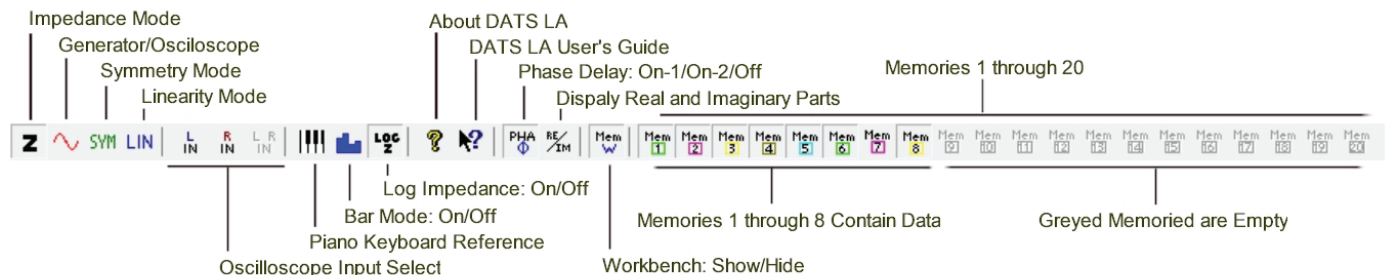 Impedance Mode
Generator/Osciloscope
Symmetry Mode
Linearity Mode
About DATS LA
DATS LA User's Guide
Phase Delay: On-1/On-2/Off
Dispaly Real and Imaginary Parts
Memories 1 through 20
Z SYM LIN L IN R IN L R IN LOG Z ? ? PHA Φ RE/IM Mem W Mem 1 Mem 2 Mem 3 Mem 4 Mem 5 Mem 6 Mem 7 Mem 8 Mem 9 Mem 10 Mem 11 Mem 12 Mem 13 Mem 14 Mem 15 Mem 16 Mem 17 Mem 18 Mem 19 Mem 20
Log Impedance: On/Off
Bar Mode: On/Off
Piano Keyboard Reference
Oscilloscope Input Select
Memories 1 through 8 Contain Data
Greyed Memoried are Empty
Workbench: Show/Hide